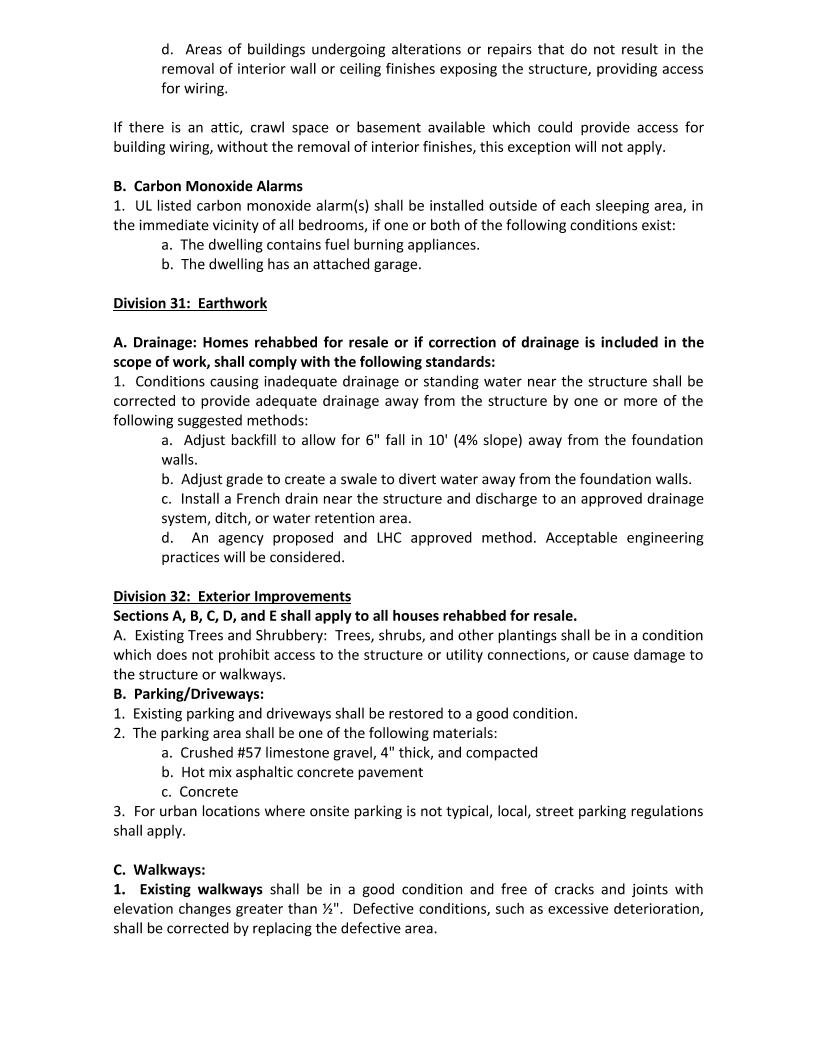 d. Areas of buildings undergoing alterations or repairs that do not result in the
removal of interior wall or ceiling finishes exposing the structure, providing access
for wiring.
If there is an attic, crawl space or basement available which could provide access for
building wiring, without the removal of interior finishes, this exception will not apply.
B. Carbon Monoxide Alarms
1. UL listed carbon monoxide alarm(s) shall be installed outside of each sleeping area, in
the immediate vicinity of all bedrooms, if one or both of the following conditions exist:
a. The dwelling contains fuel burning appliances.
b. The dwelling has an attached garage.
Division 31: Earthwork
A. Drainage: Homes rehabbed for resale or if correction of drainage is included in the
scope of work, shall comply with the following standards:
1. Conditions causing inadequate drainage or standing water near the structure shall be
corrected to provide adequate drainage away from the structure by one or more of the
following suggested methods:
a. Adjust backfill to allow for 6" fall in 10' (4% slope) away from the foundation
walls.
b. Adjust grade to create a swale to divert water away from the foundation walls.
c. Install a French drain near the structure and discharge to an approved drainage
system, ditch, or water retention area.
d. An agency proposed and LHC approved method. Acceptable engineering
practices will be considered.
Division 32: Exterior Improvements
Sections A, B, C, D, and E shall apply to all houses rehabbed for resale.
A. Existing Trees and Shrubbery: Trees, shrubs, and other plantings shall be in a condition
which does not prohibit access to the structure or utility connections, or cause damage to
the structure or walkways.
B. Parking/Driveways:
1. Existing parking and driveways shall be restored to a good condition.
2. The parking area shall be one of the following materials:
a. Crushed #57 limestone gravel, 4" thick, and compacted
b. Hot mix asphaltic concrete pavement
c. Concrete
3. For urban locations where onsite parking is not typical, local, street parking regulations
shall apply.
C. Walkways:
1. Existing walkways shall be in a good condition and free of cracks and joints with
elevation changes greater than ½". Defective conditions, such as excessive deterioration,
shall be corrected by replacing the defective area.